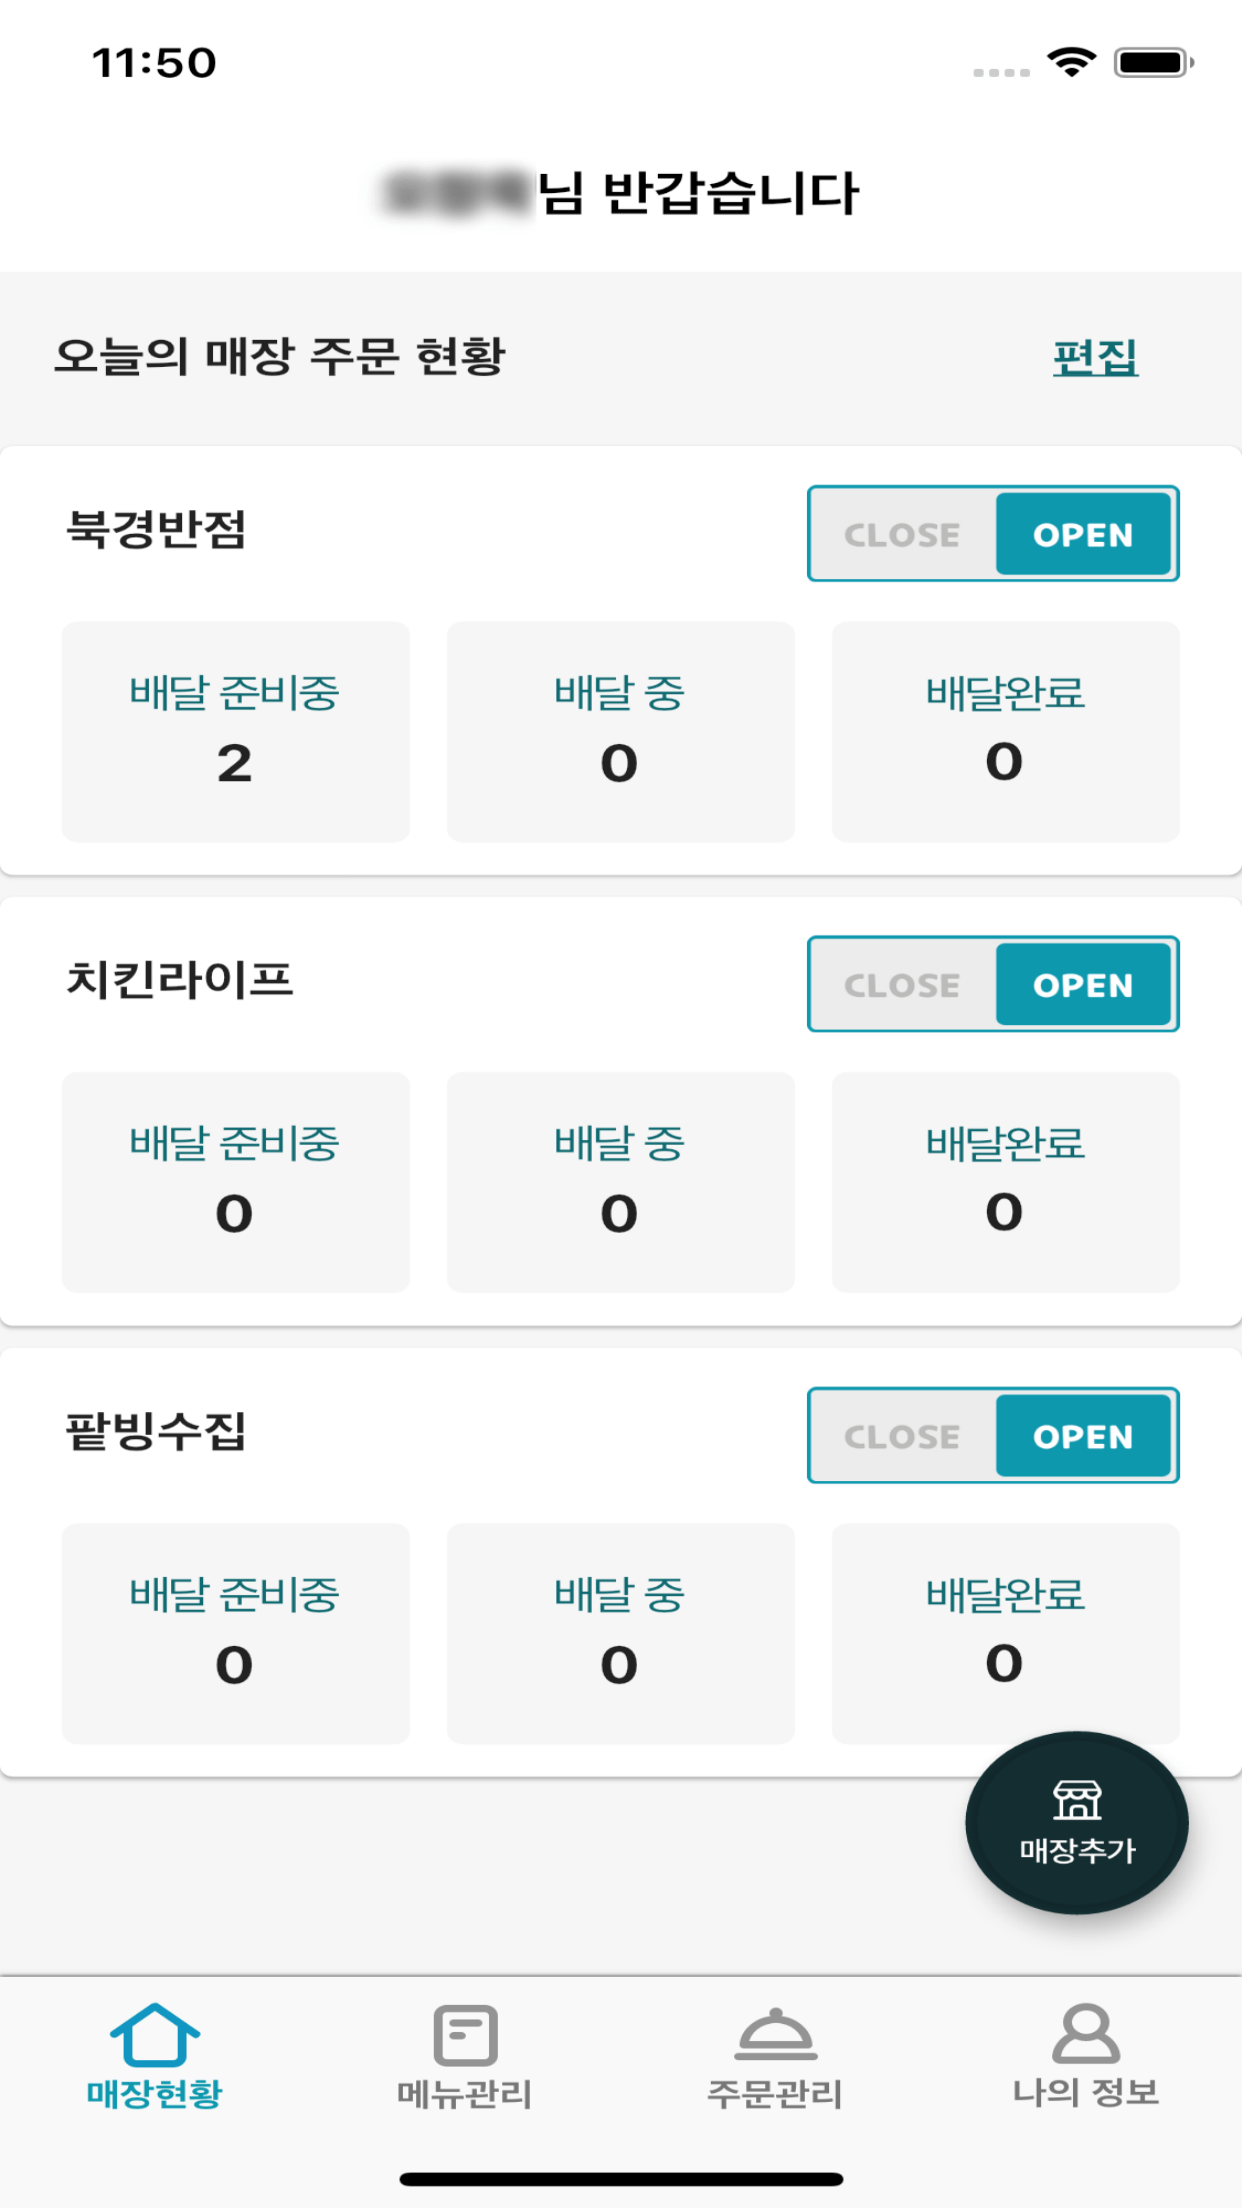 11:50
님 반갑습니다
오늘의 매장 주문 현황 편집
북경반점 CLOSE OPEN
배달 준비중 배달 중 배달완료
2 0 0
치킨라이프 CLOSE OPEN
배달 준비중 배달 중 배달완료
0 0 0
팥빙수집 CLOSE OPEN
배달 준비중 배달 중 배달완료
0 0 0
매장추가
매장현황 메뉴관리 주문관리 나의 정보